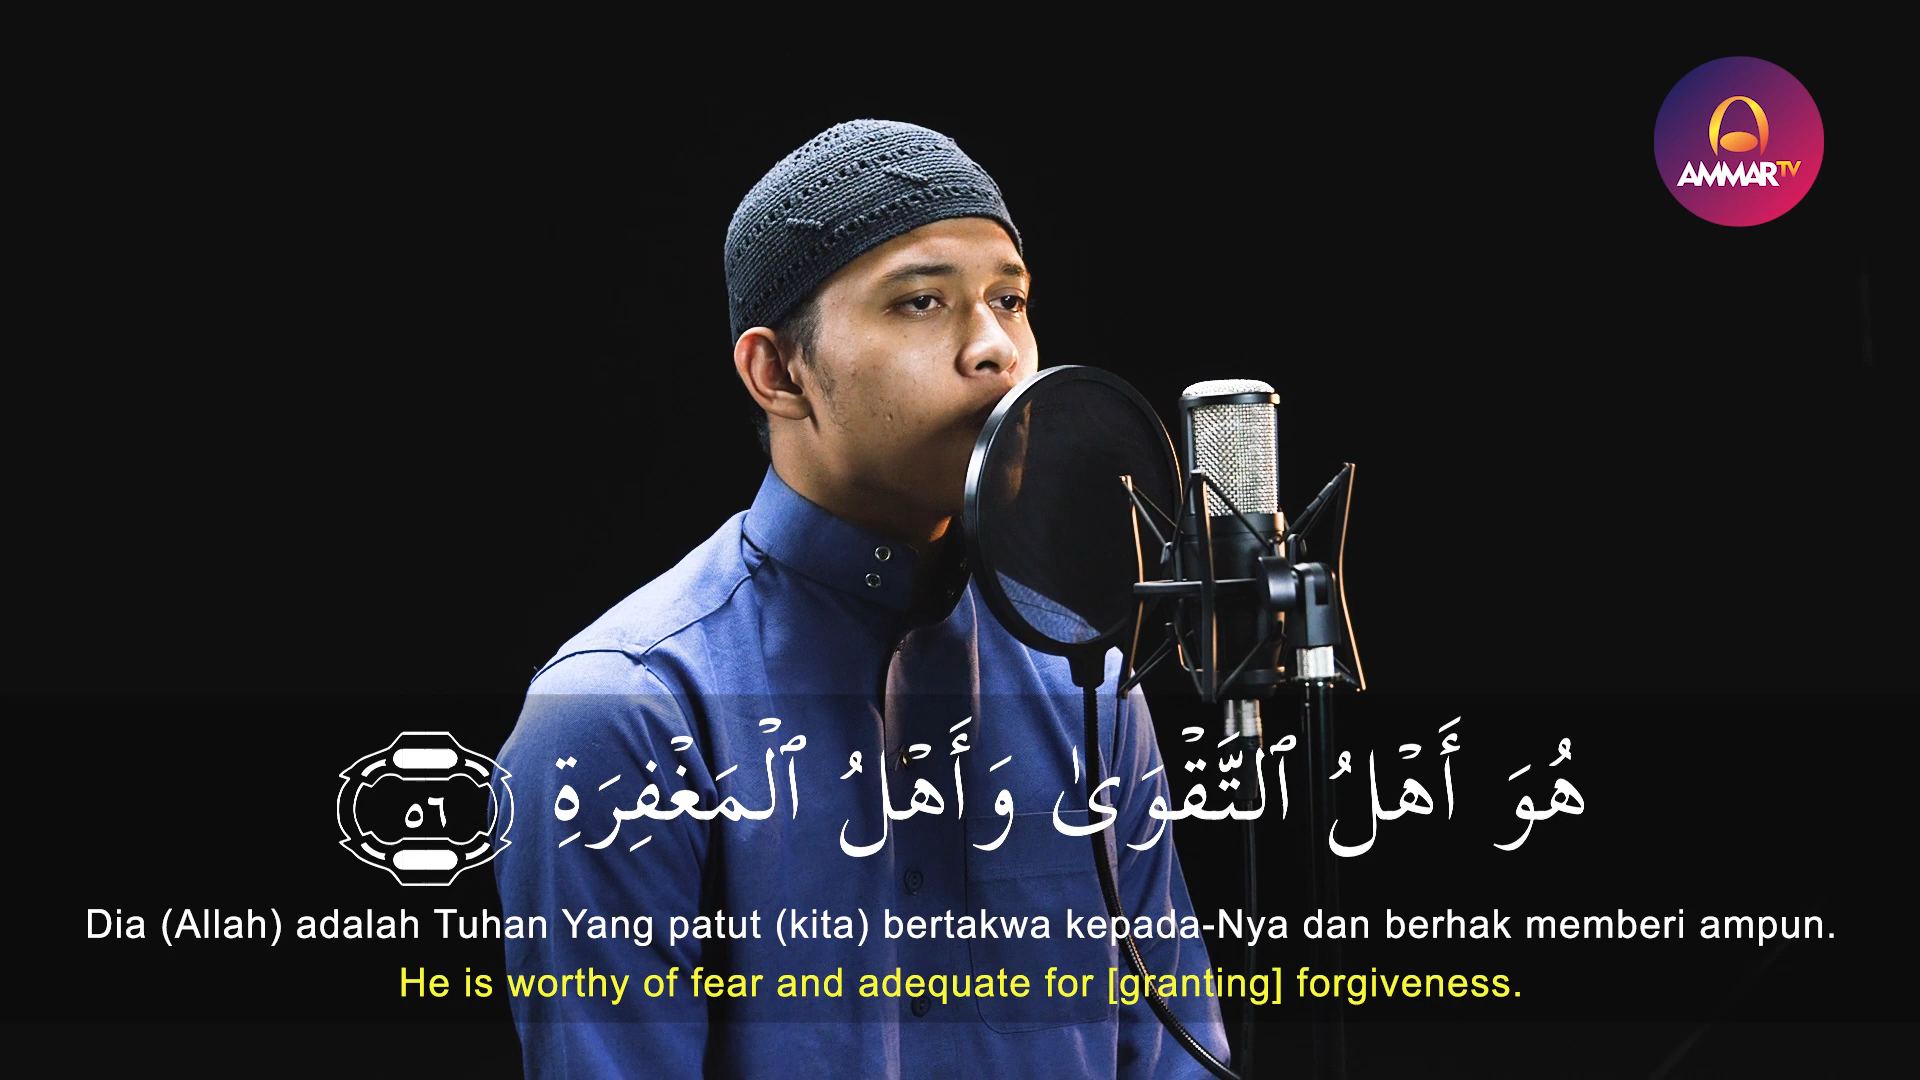 AMMARTV
هُوَ أَهْلُ ٱلتَّقْوَىٰ وَأَهْلُ ٱلْمَغْفِرَةِ ٥٦
Dia (Allah) adalah Tuhan Yang patut (kita) bertakwa kepada-Nya dan berhak memberi ampun.
He is worthy of fear and adequate for [granting] forgiveness.